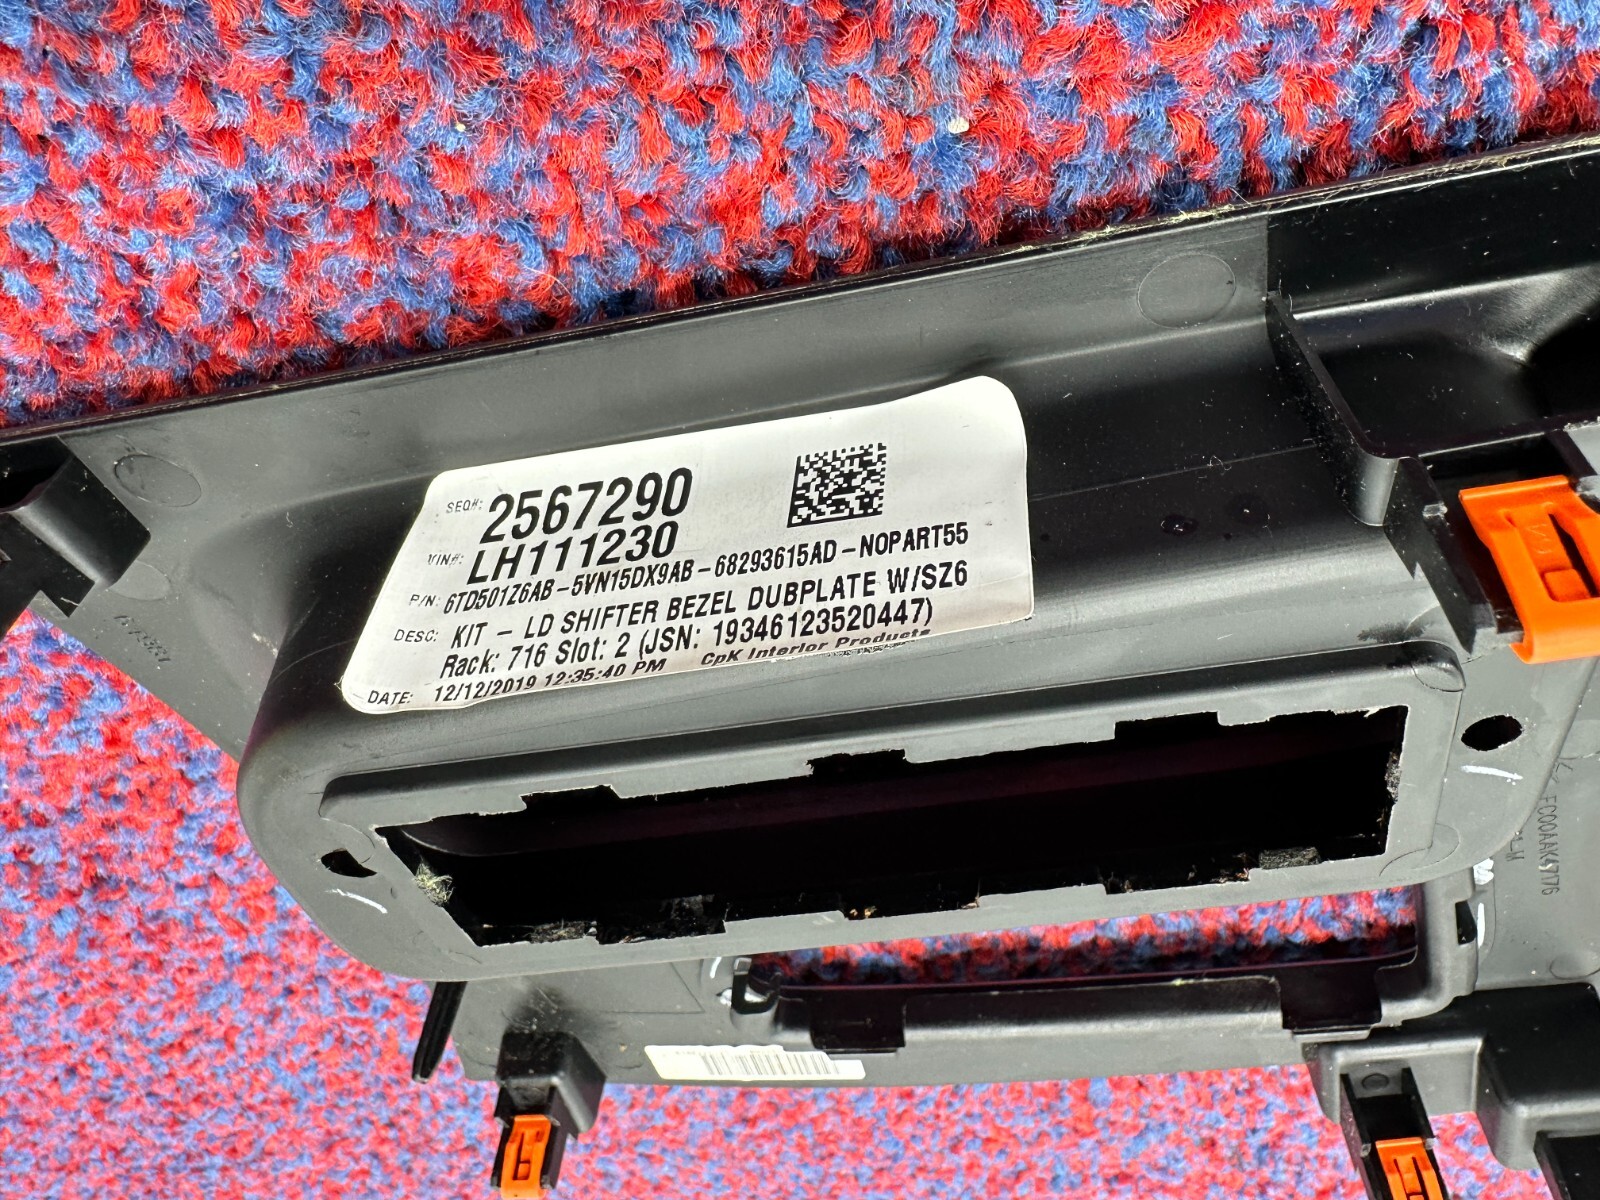 SEQ#: 2567290
VIN#: LH111230
P/N: 6TD501Z6AB-5VN15DX9AB-68293615AD-NOPART55
DESC: KIT - LD SHIFTER BEZEL DUBPLATE W/SZ6
Rack: 716 Slot: 2 (JSN: 19346123520447)
DATE: 12/12/2019 12:35:40 PM CpK Interior Products